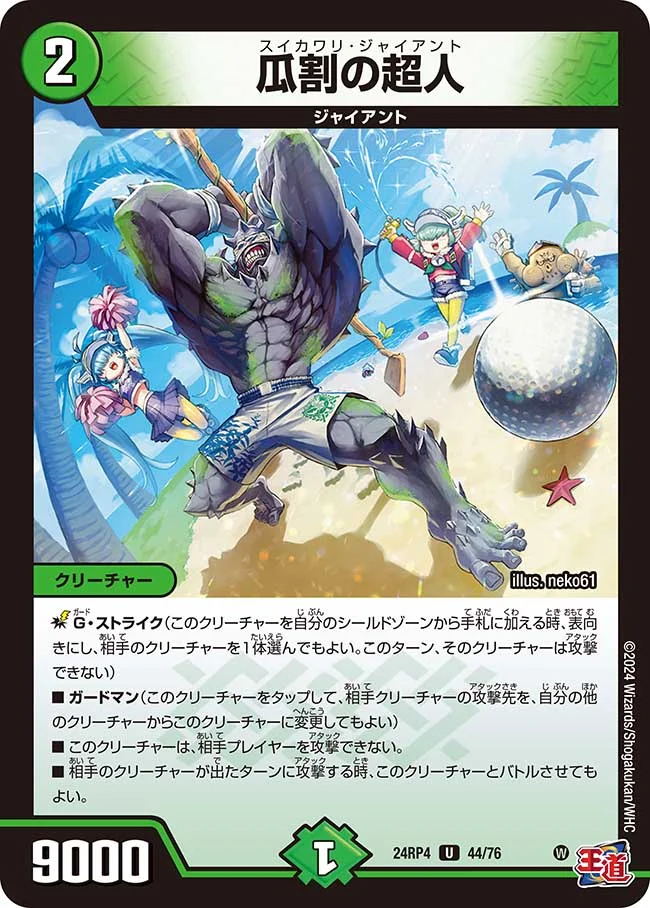 2
スイカワリ・ジャイアント
瓜割の超人
ジャイアント
クリーチャー
illus. neko61
G・ストライク(このクリーチャーを自分のシールドゾーンから手札に加える時、表向
きにし、相手のクリーチャーを1体選んでもよい。このターン、そのクリーチャーは攻撃
できない)
■ ガードマン(このクリーチャーをタップして、相手クリーチャーの攻撃先を、自分の他
のクリーチャーからこのクリーチャーに変更してもよい)
■ このクリーチャーは、相手プレイヤーを攻撃できない。
■ 相手のクリーチャーが出たターンに攻撃する時、このクリーチャーとバトルさせても
よい。
©2024 Wizards/Shogakukan/WHC
9000
1
24RP4 U 44/76
W
王道